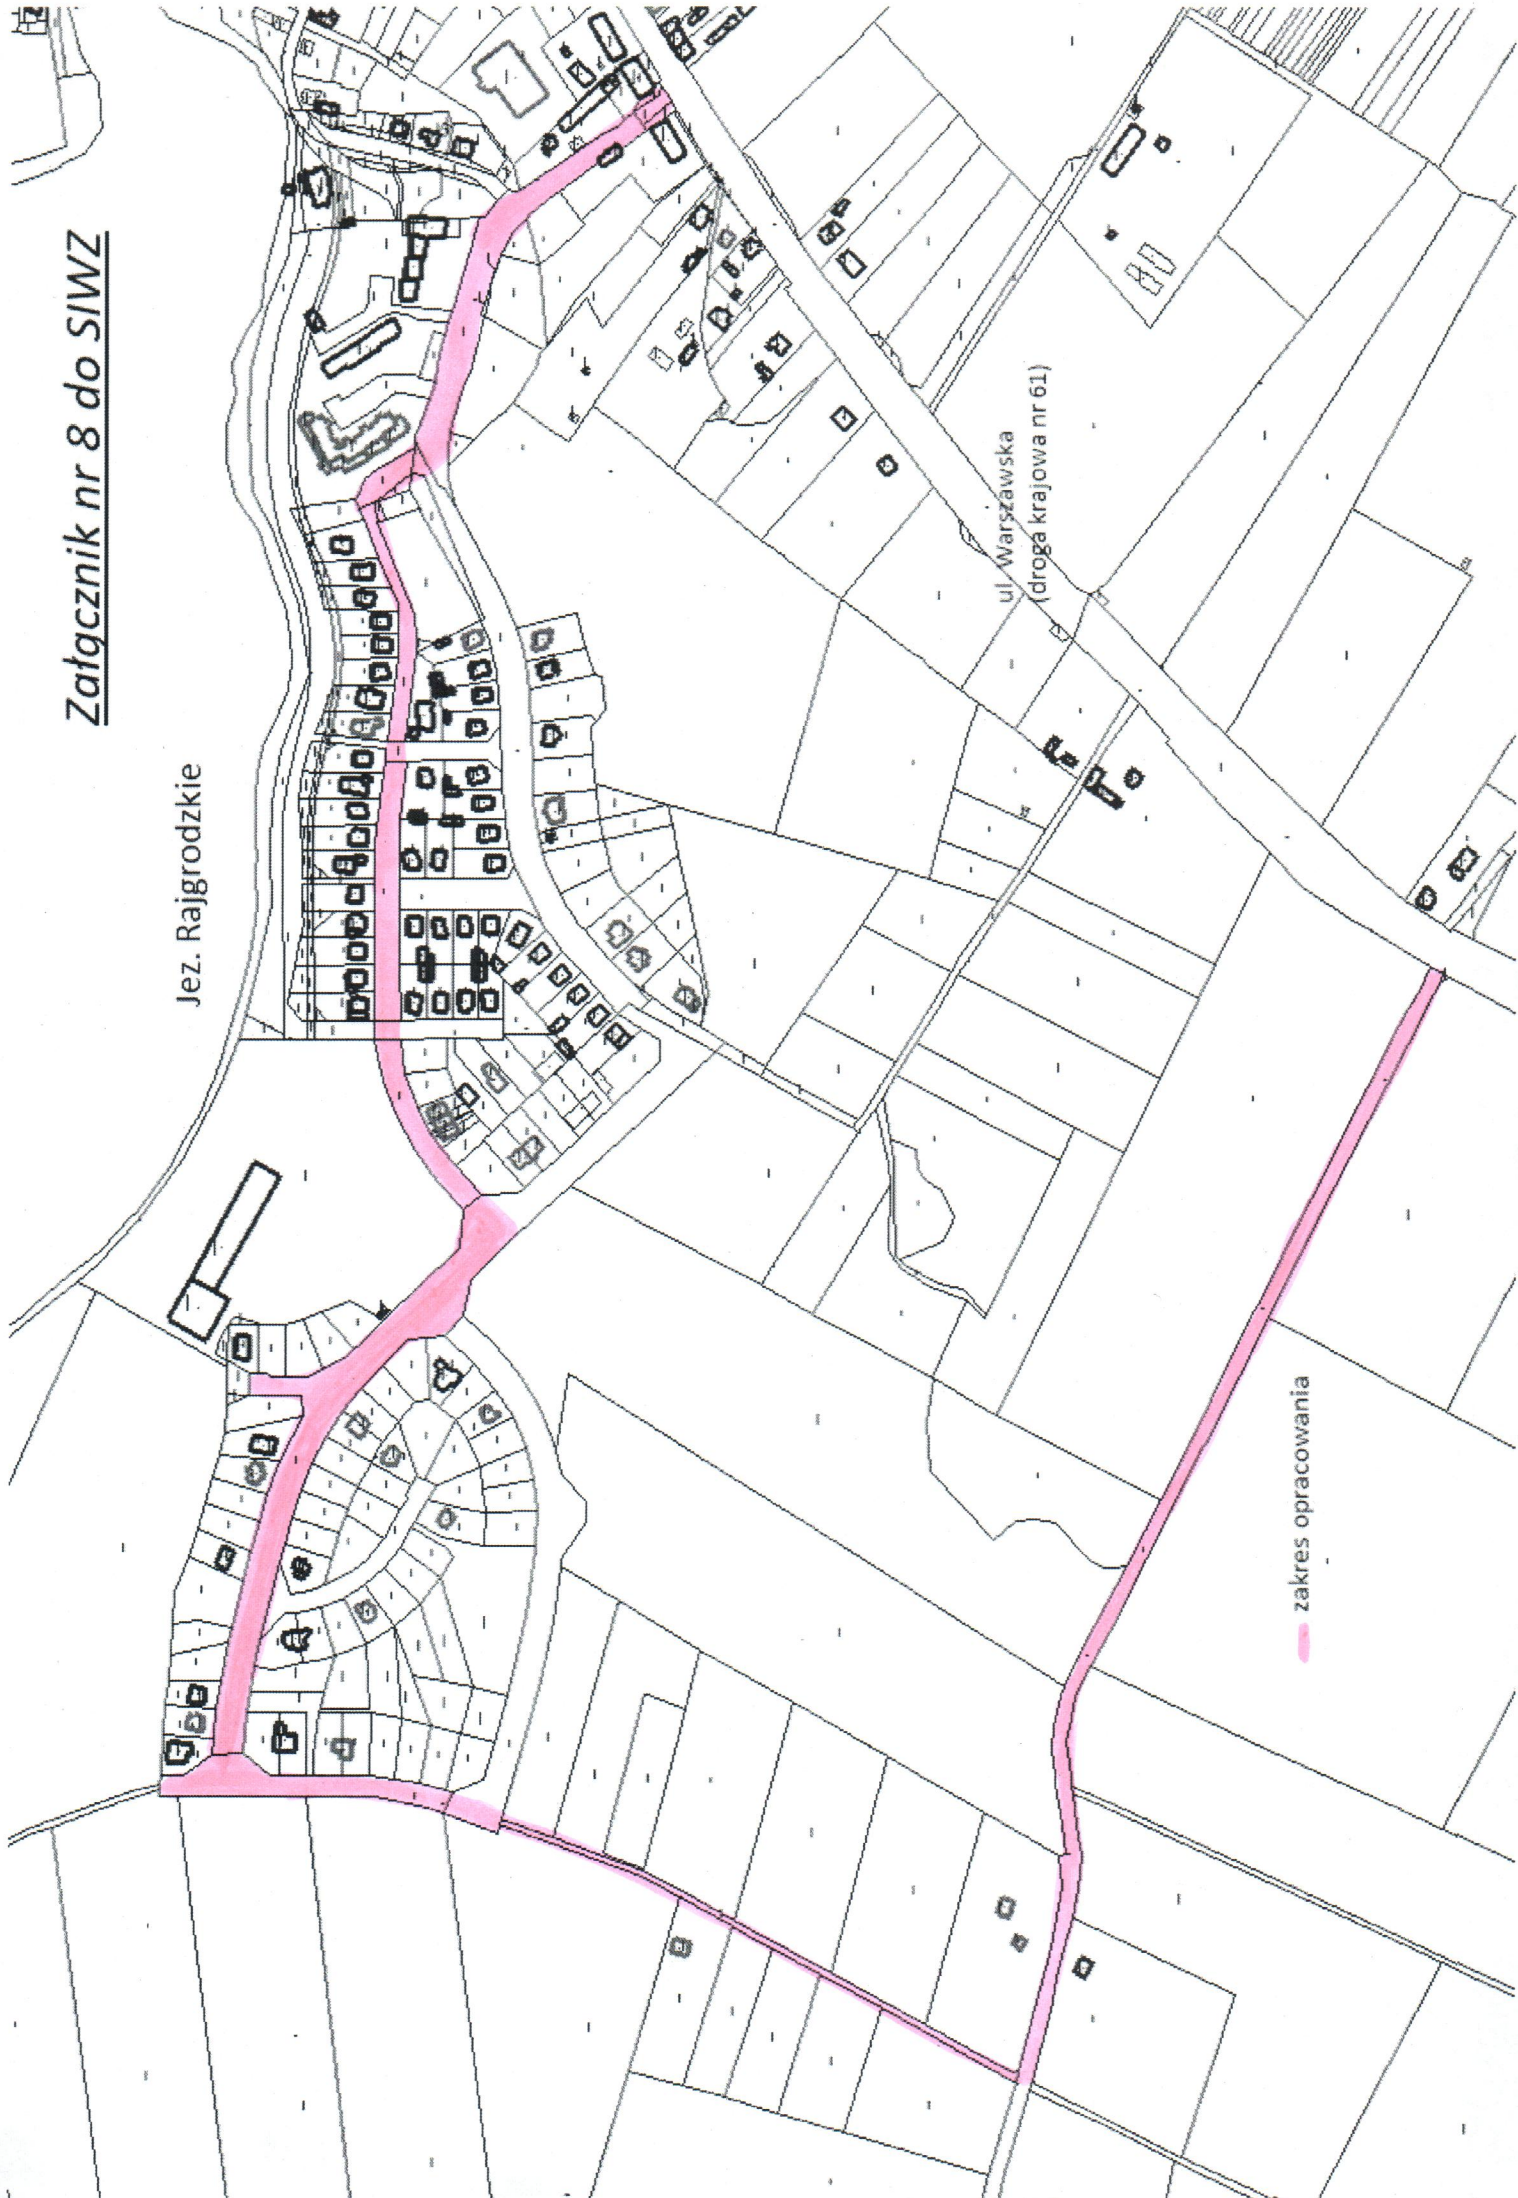 Załącznik nr 8 do SIWZ
Jez. Rajgrodzkie
ul. Warszawska
(droga krajowa nr 61)
zakres opracowania